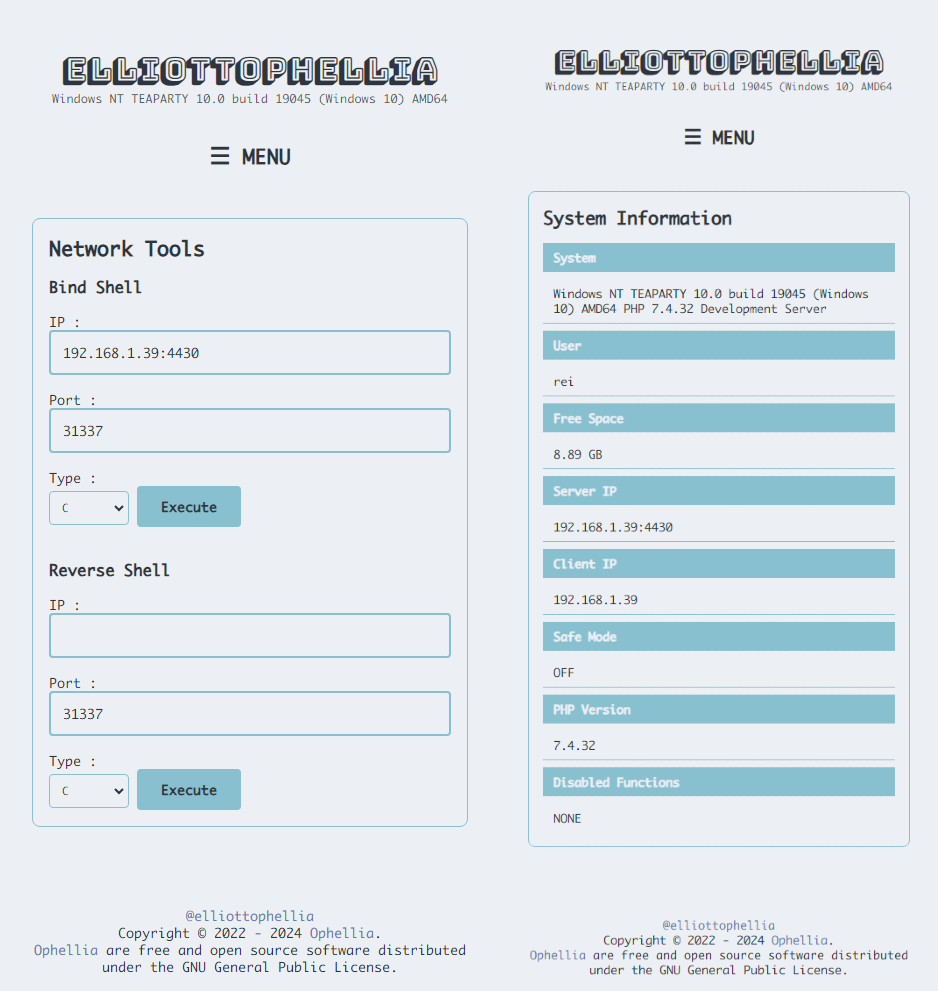 ELLIOTTOPHELLIA
Windows NT TEAPARTY 10.0 build 19045 (Windows 10) AMD64
☰ MENU
Network Tools
Bind Shell
IP :
192.168.1.39:4430
Port :
31337
Type :
C Execute
Reverse Shell
IP :
Port :
31337
Type :
C Execute
@elliottophellia
Copyright © 2022 - 2024 Ophellia.
Ophellia are free and open source software distributed
under the GNU General Public License.
ELLIOTTOPHELLIA
Windows NT TEAPARTY 10.0 build 19045 (Windows 10) AMD64
☰ MENU
System Information
System
Windows NT TEAPARTY 10.0 build 19045 (Windows
10) AMD64 PHP 7.4.32 Development Server
User
rei
Free Space
8.89 GB
Server IP
192.168.1.39:4430
Client IP
192.168.1.39
Safe Mode
OFF
PHP Version
7.4.32
Disabled Functions
NONE
@elliottophellia
Copyright © 2022 - 2024 Ophellia.
Ophellia are free and open source software distributed
under the GNU General Public License.